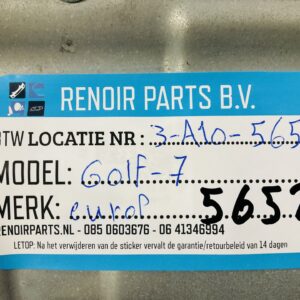 RENOIR PARTS B.V.
BTW LOCATIE NR : 3-A10-565
MODEL: Golf-7
MERK: europ 5652
RENOIRPARTS.NL - 085 0603676 - 06 41346994
LETOP: Na het verwijderen van de sticker vervalt de garantie/retourbeleid van 14 dagen